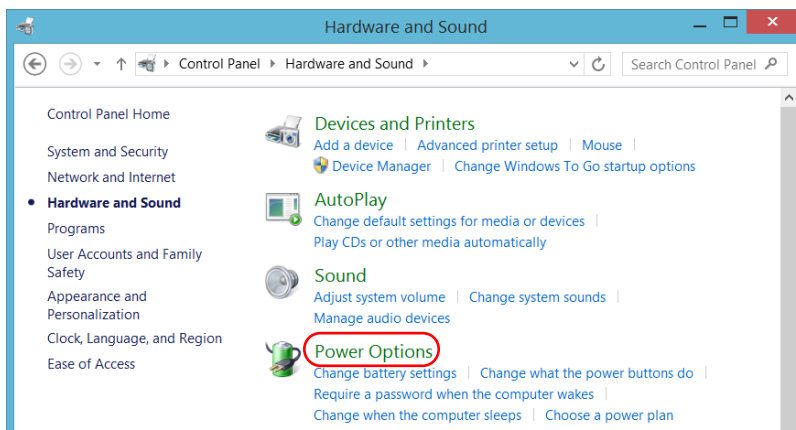 Hardware and Sound
Control Panel Hardware and Sound Search Control Panel
Control Panel Home
System and Security
Network and Internet
Hardware and Sound
Programs
User Accounts and Family
Safety
Appearance and
Personalization
Clock, Language, and Region
Ease of Access
Devices and Printers
Add a device Advanced printer setup Mouse
Device Manager Change Windows To Go startup options
AutoPlay
Change default settings for media or devices
Play CDs or other media automatically
Sound
Adjust system volume Change system sounds
Manage audio devices
Power Options
Change battery settings Change what the power buttons do
Require a password when the computer wakes
Change when the computer sleeps Choose a power plan